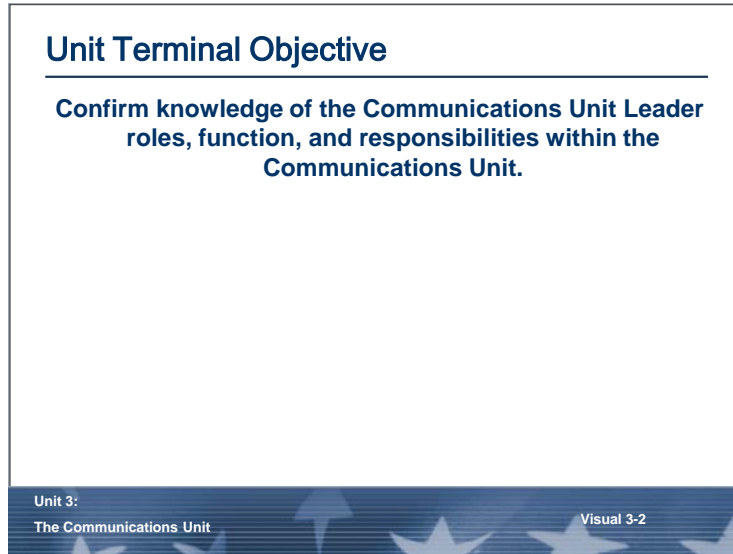 Unit Terminal Objective
Confirm knowledge of the Communications Unit Leader
roles, function, and responsibilities within the
Communications Unit.
Unit 3:
The Communications Unit
Visual 3-2